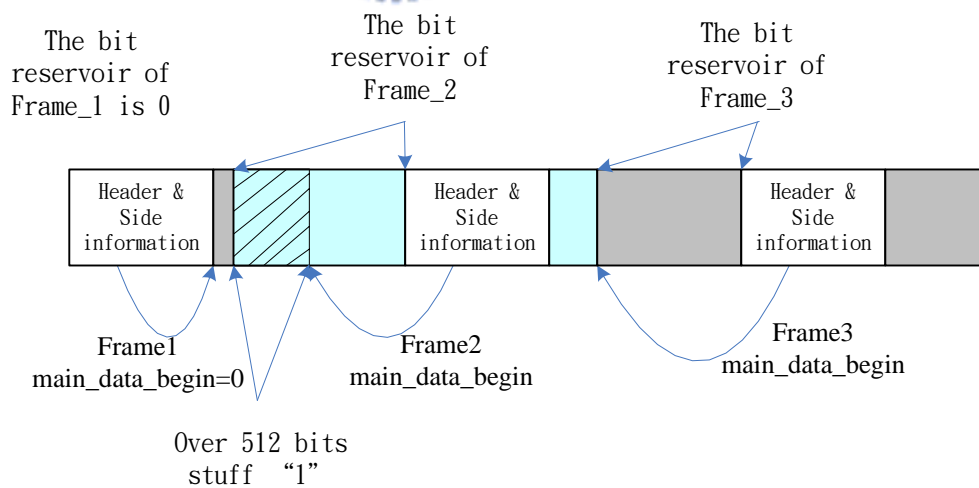 The bit
reservoir of
Frame_1 is 0
The bit
reservoir of
Frame_2
The bit
reservoir of
Frame_3
Header &
Side
information
Header &
Side
information
Header &
Side
information
Frame1
main_data_begin=0
Frame2
main_data_begin
Frame3
main_data_begin
Over 512 bits
stuff “1”